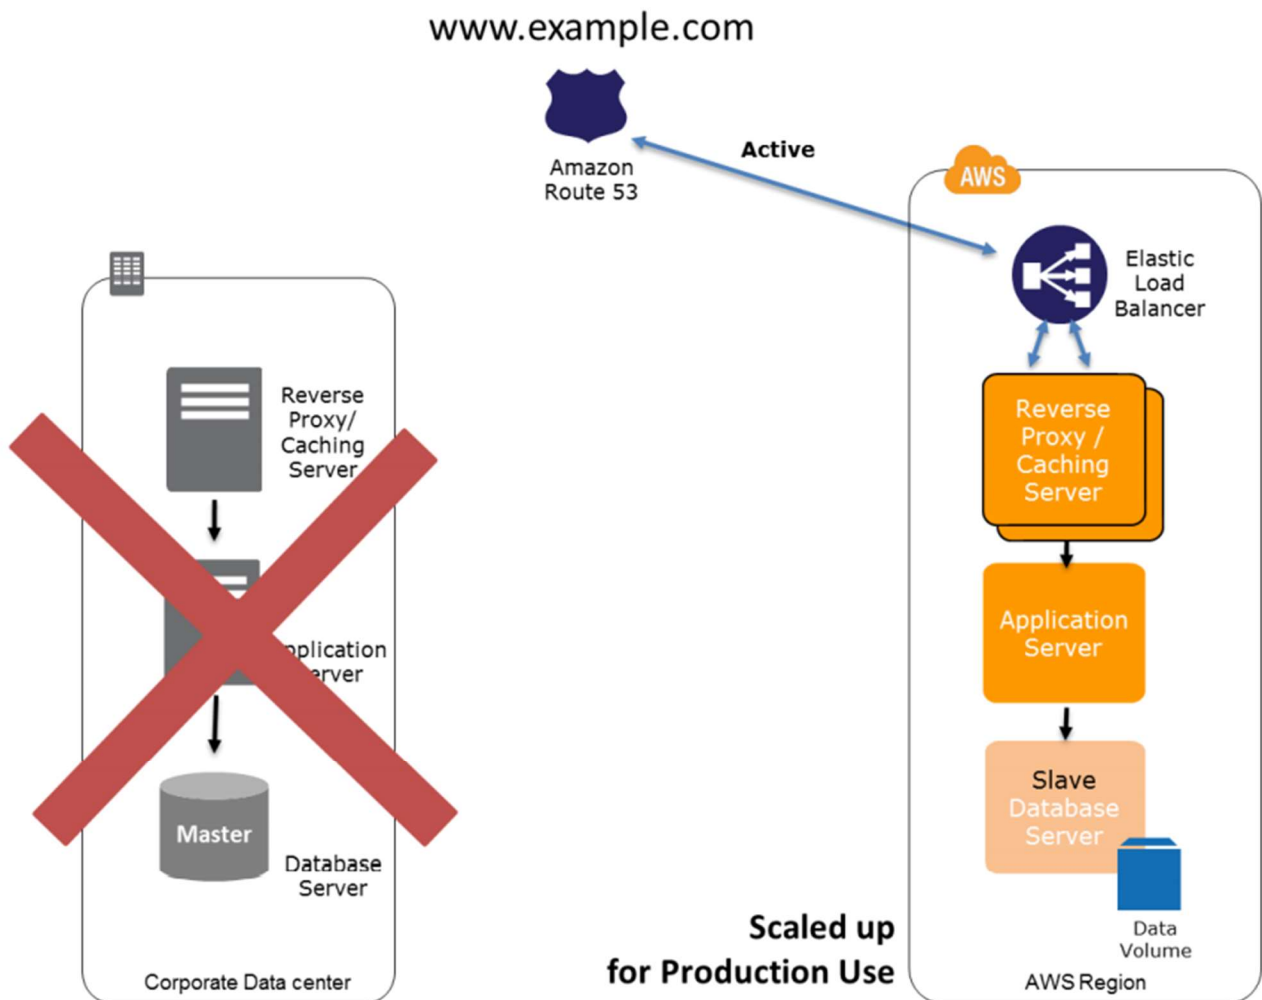 www.example.com
Amazon
Route 53
Active
AWS
Elastic
Load
Balancer
Reverse
Proxy/
Caching
Server
Reverse
Proxy /
Caching
Server
pplication
erver
Application
Server
Master
Database
Server
Slave
Database
Server
Data
Volume
Scaled up
for Production Use
Corporate Data center
AWS Region